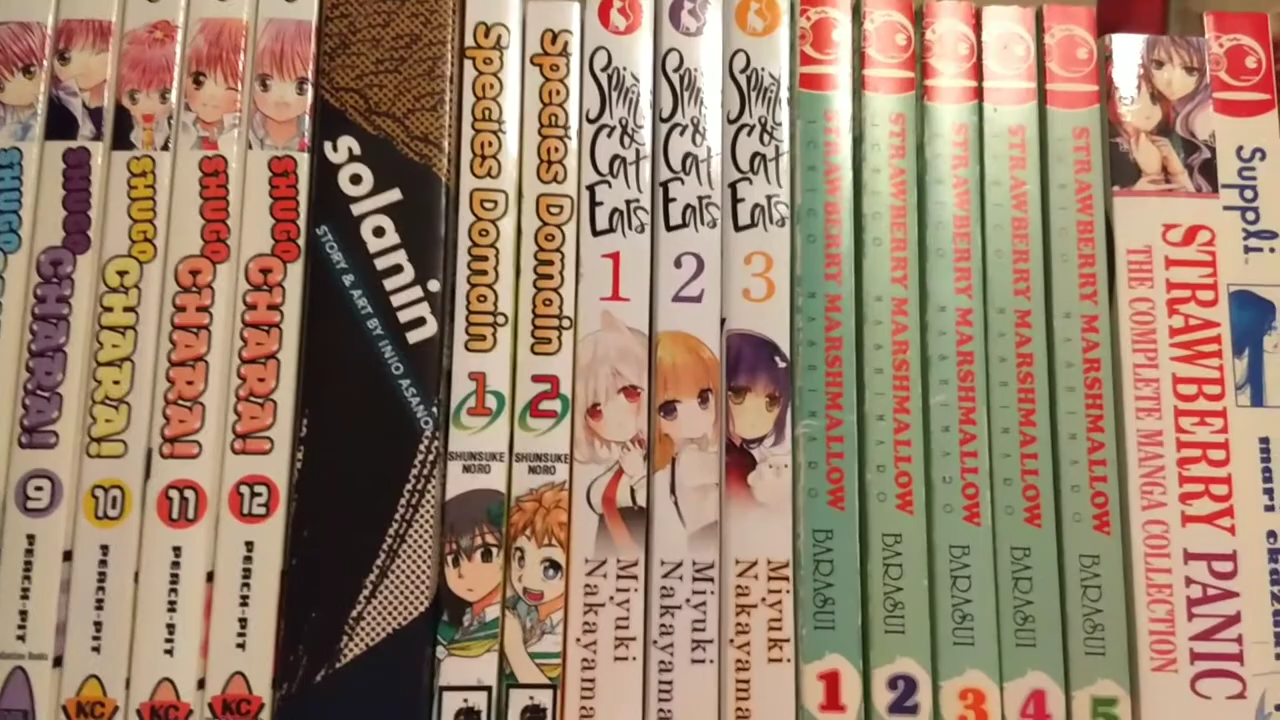 SHUGO
SHUGO CHARA!
9
PEACH-PIT
SHUGO CHARA!
10
PEACH-PIT
KC
SHUGO CHARA!
11
PEACH-PIT
KC
SHUGO CHARA!
12
PEACH-PIT
KC
solanin
STORY & ART BY INIO ASANO
Species Domain
1
SHUNSUKE
NORO
Species Domain
2
SHUNSUKE
NORO
Spirits
& Cat
Ears
1
Miyuki
Nakayama
Spirits
& Cat
Ears
2
Miyuki
Nakayama
Spirits
& Cat
Ears
3
Miyuki
Nakayama
STRAWBERRY MARSHMALLOW
BARASUI
1
STRAWBERRY MARSHMALLOW
BARASUI
2
STRAWBERRY MARSHMALLOW
BARASUI
3
STRAWBERRY MARSHMALLOW
BARASUI
4
STRAWBERRY MARSHMALLOW
BARASUI
5
STRAWBERRY PANIC
THE COMPLETE MANGA COLLECTION
Suppli
mari okazaki